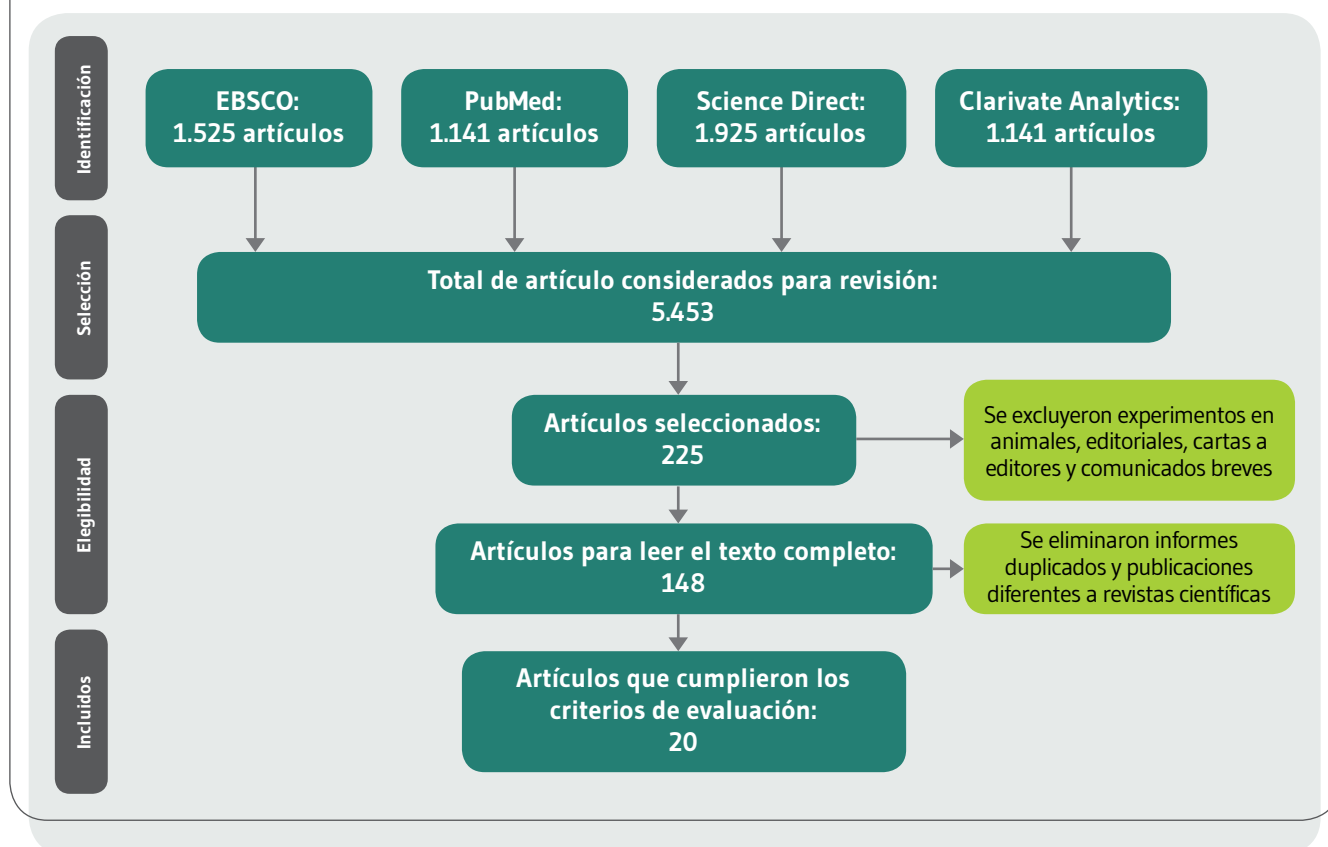 Identificación
EBSCO:
1.525 artículos
PubMed:
1.141 artículos
Science Direct:
1.925 artículos
Clarivate Analytics:
1.141 artículos
Selección
Total de artículo considerados para revisión:
5.453
Elegibilidad
Artículos seleccionados:
225
Se excluyeron experimentos en
animales, editoriales, cartas a
editores y comunicados breves
Artículos para leer el texto completo:
148
Se eliminaron informes
duplicados y publicaciones
diferentes a revistas científicas
Incluidos
Artículos que cumplieron los
criterios de evaluación:
20